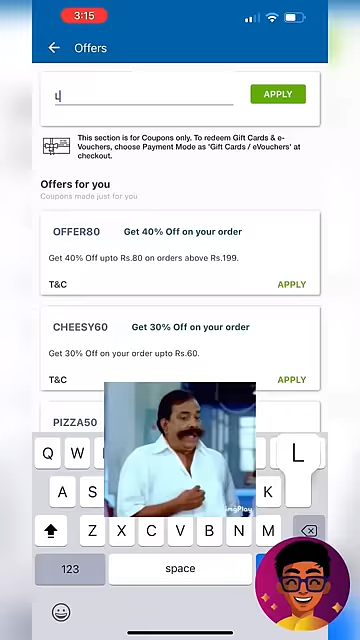 3:15
Offers
L
APPLY
This section is for Coupons only. To redeem Gift Cards & e-
Vouchers, choose Payment Mode as 'Gift Cards / eVouchers' at
checkout.
Offers for you
Coupons made just for you
OFFER80 Get 40% Off on your order
Get 40% Off upto Rs.80 on orders above Rs.199.
T&C APPLY
CHEESY60 Get 30% Off on your order
Get 30% Off on your order upto Rs.60.
T&C APPLY
PIZZA50
Q W L
A S K
Z X C V B N M
123 space